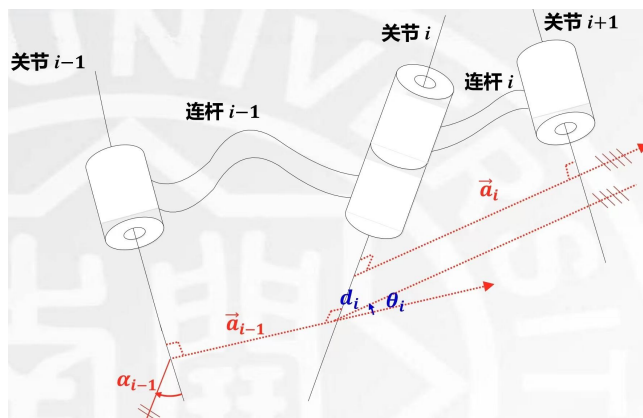 关节 i−1
关节 i
关节 i+1
连杆 i−1
连杆 i
a⃗ᵢ
dᵢ
θᵢ
a⃗ᵢ₋₁
αᵢ₋₁